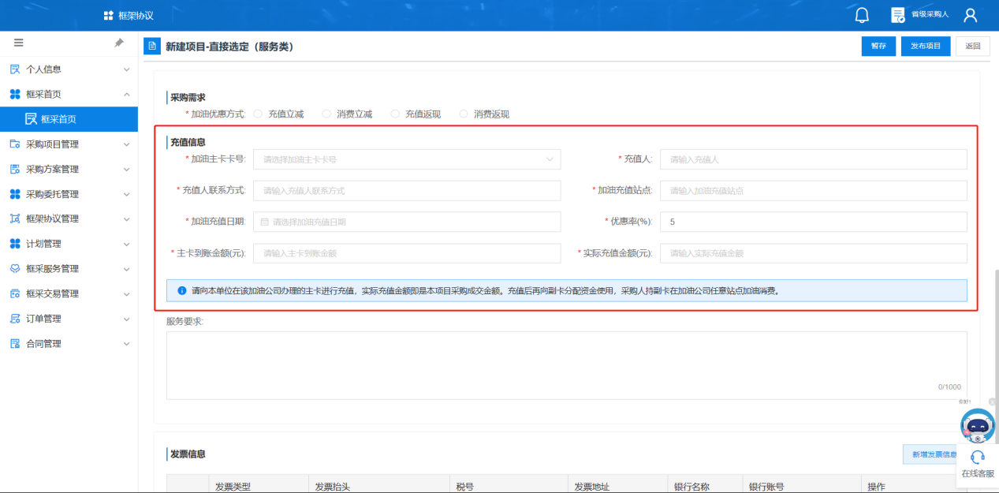 框架协议
省级采购人
新建项目-直接选定（服务类）
暂存
发布项目
返回
个人信息
框采首页
框采首页
采购项目管理
采购方案管理
采购委托管理
框架协议管理
计划管理
框采服务管理
框采交易管理
订单管理
合同管理
采购需求
* 加油优惠方式: 充值立减 消费立减 充值返现 消费返现
充值信息
* 加油主卡卡号: 请选择加油主卡卡号 * 充值人: 请输入充值人
* 充值人联系方式: 请输入充值人联系方式 * 加油充值站点: 请输入加油充值站点
* 加油充值日期: 请选择加油充值日期 * 优惠率(%): 5
* 主卡到账金额(元): 请输入主卡到账金额 * 实际充值金额(元): 请输入实际充值金额
请向本单位在该加油公司办理的主卡进行充值，实际充值金额即是本项目采购成交金额。充值后再向副卡分配资金使用，采购人持副卡在加油公司任意站点加油消费。
服务要求:
0/1000
你好!
发票信息
新增发票信息
在线客服
发票类型 发票抬头 税号 发票地址 银行名称 银行账号 操作